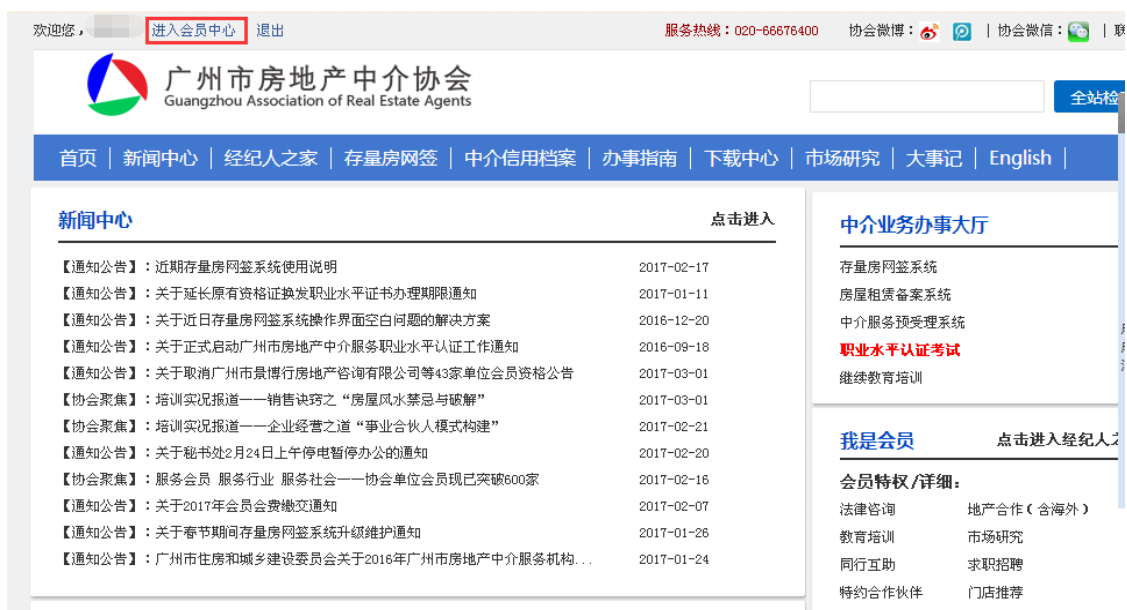 欢迎您， 进入会员中心 退出 服务热线：020-66676400 协会微博： | 协会微信： |
广州市房地产中介协会
Guangzhou Association of Real Estate Agents
全站检
首页 | 新闻中心 | 经纪人之家 | 存量房网签 | 中介信用档案 | 办事指南 | 下载中心 | 市场研究 | 大事记 | English |
新闻中心 点击进入
【通知公告】：近期存量房网签系统使用说明 2017-02-17
【通知公告】：关于延长原有资格证换发职业水平证书办理期限通知 2017-01-11
【通知公告】：关于近日存量房网签系统操作界面空白问题的解决方案 2016-12-20
【通知公告】：关于正式启动广州市房地产中介服务职业水平认证工作通知 2016-09-18
【通知公告】：关于取消广州市景博行房地产咨询有限公司等43家单位会员资格公告 2017-03-01
【协会聚焦】：培训实况报道——销售诀窍之“房屋风水禁忌与破解” 2017-03-01
【协会聚焦】：培训实况报道——企业经营之道“事业合伙人模式构建” 2017-02-21
【通知公告】：关于秘书处2月24日上午停电暂停办公的通知 2017-02-20
【协会聚焦】：服务会员 服务行业 服务社会——协会单位会员现已突破600家 2017-02-16
【通知公告】：关于2017年会员会费缴交通知 2017-02-07
【通知公告】：关于春节期间存量房网签系统升级维护通知 2017-01-26
【通知公告】：广州市住房和城乡建设委员会关于2016年广州市房地产中介服务机构... 2017-01-24
中介业务办事大厅
存量房网签系统
房屋租赁备案系统
中介服务预受理系统
职业水平认证考试
继续教育培训
我是会员 点击进入经纪人之
会员特权/详细：
法律咨询 地产合作（含海外）
教育培训 市场研究
同行互助 求职招聘
特约合作伙伴 门店推荐